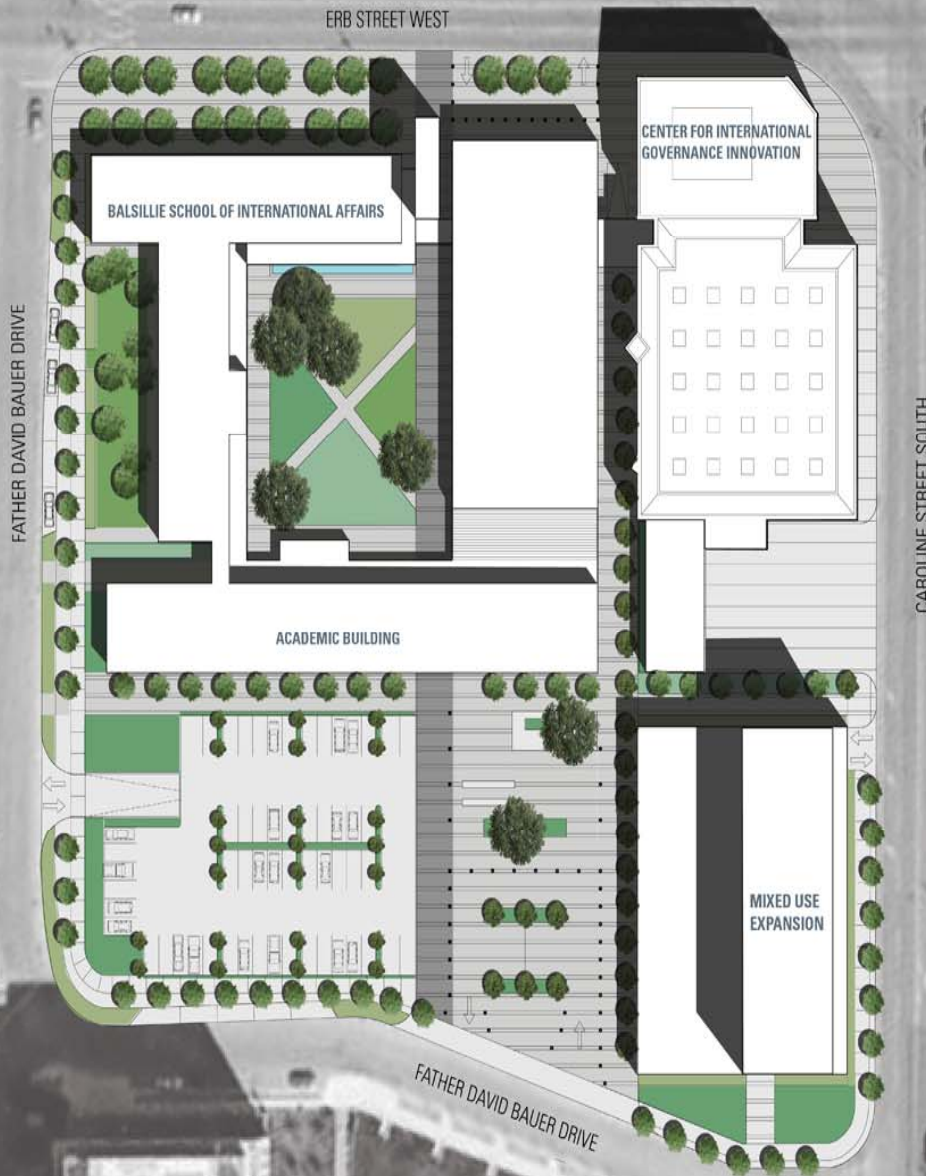 ERB STREET WEST
CENTER FOR INTERNATIONAL
GOVERNANCE INNOVATION
BALSILLIE SCHOOL OF INTERNATIONAL AFFAIRS
FATHER DAVID BAUER DRIVE
CAROLINE STREET SOUTH
ACADEMIC BUILDING
MIXED USE
EXPANSION
FATHER DAVID BAUER DRIVE